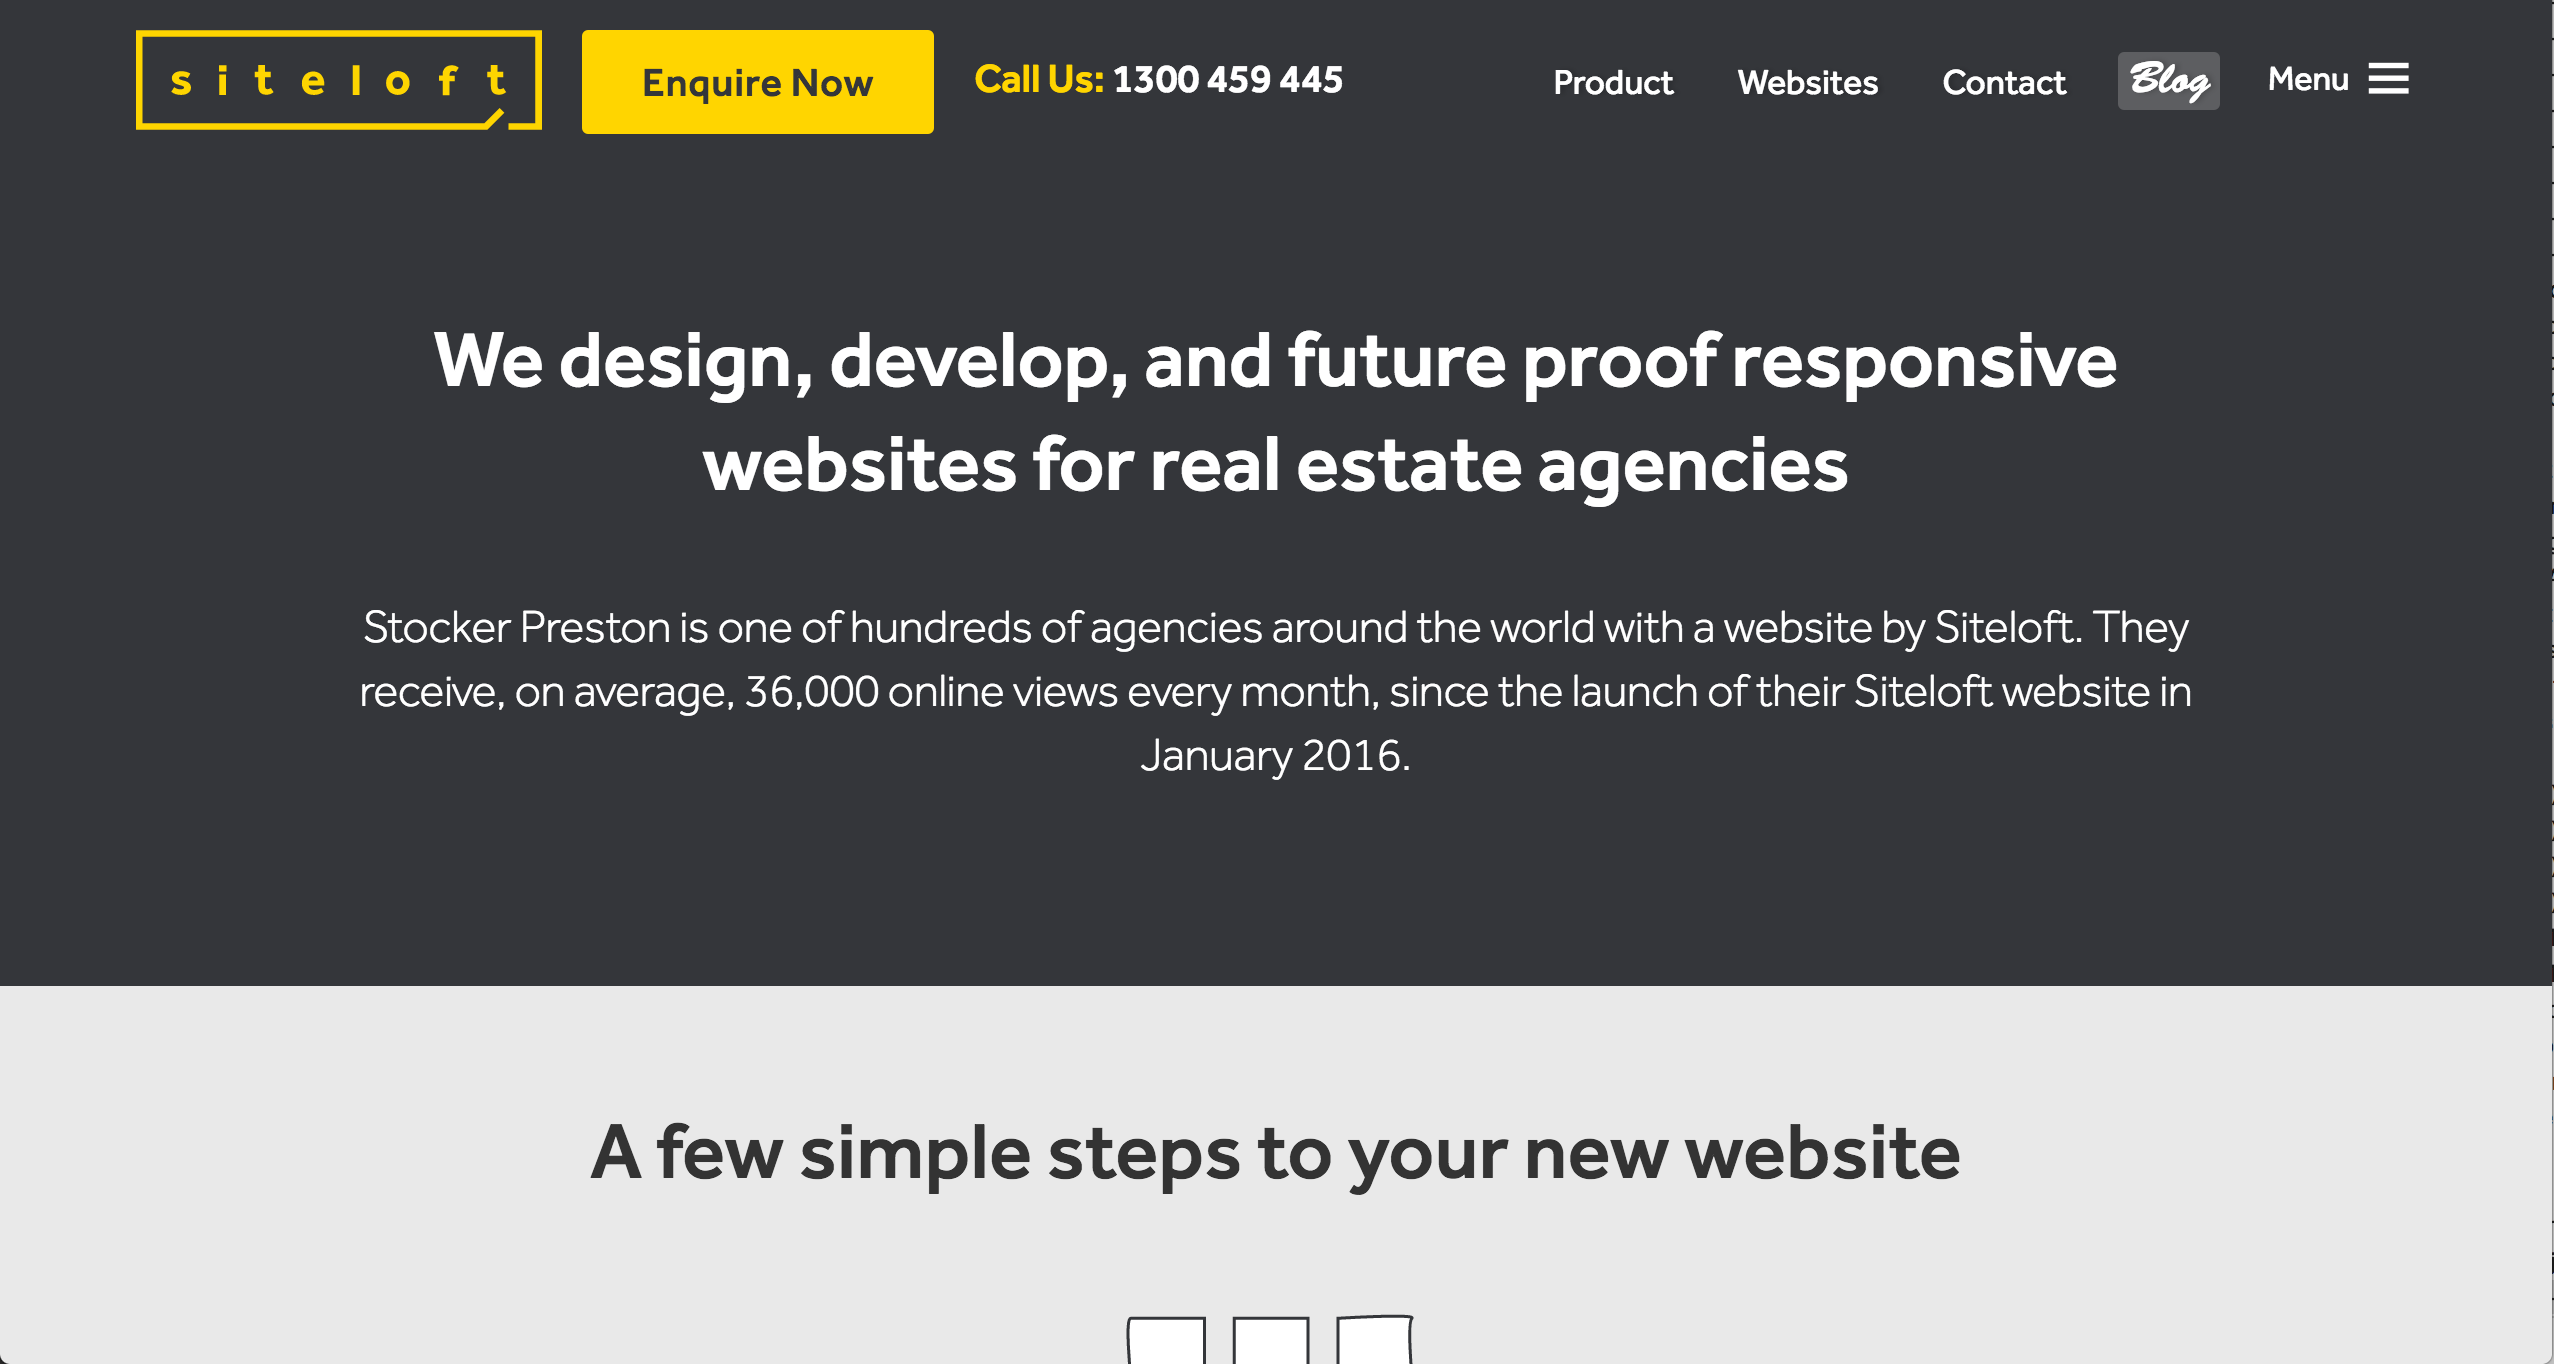 siteloft
Enquire Now
Call Us: 1300 459 445
Product
Websites
Contact
Blog
Menu
We design, develop, and future proof responsive
websites for real estate agencies
Stocker Preston is one of hundreds of agencies around the world with a website by Siteloft. They
receive, on average, 36,000 online views every month, since the launch of their Siteloft website in
January 2016.
A few simple steps to your new website